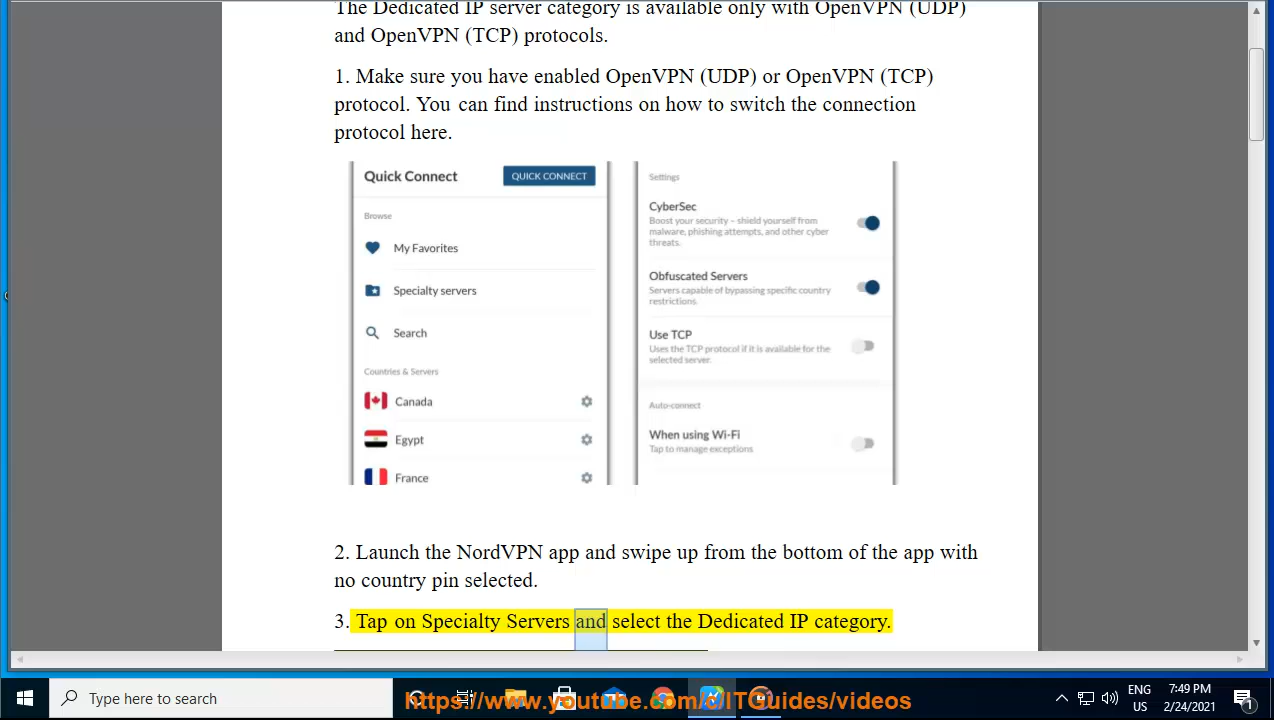 The Dedicated IP server category is available only with OpenVPN (UDP)
and OpenVPN (TCP) protocols.
1. Make sure you have enabled OpenVPN (UDP) or OpenVPN (TCP)
protocol. You can find instructions on how to switch the connection
protocol here.
Quick Connect
QUICK CONNECT
Browse
My Favorites
Specialty servers
Search
Countries & Servers
Canada
Egypt
France
Settings
CyberSec
Boost your security – shield yourself from
malware, phishing attempts, and other cyber
threats.
Obfuscated Servers
Servers capable of bypassing specific country
restrictions
Use TCP
Uses the TCP protocol if it is available for the
selected server.
Auto-connect
When using Wi-Fi
Tap to manage exceptions
2. Launch the NordVPN app and swipe up from the bottom of the app with
no country pin selected.
3. Tap on Specialty Servers and select the Dedicated IP category.
Type here to search
Https://www.youtube.com/c/ITGuides/videos
ENG
US
7:49 PM
2/24/2021
1